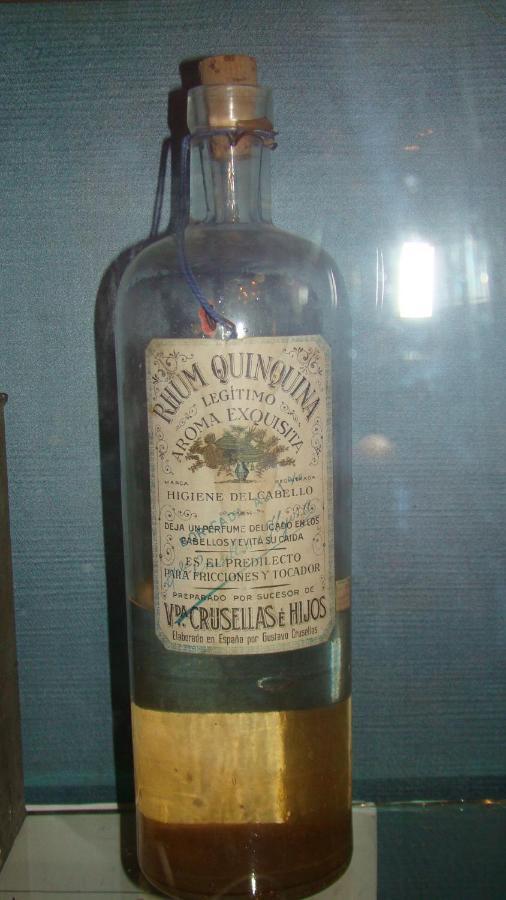 RHUM QUINQUINA
LEGÍTIMO
AROMA EXQUISITA
MARCA REGISTRADA
HIGIENE DEL CABELLO
DEJA UN PERFUME DELICADO EN LOS
CABELLOS Y EVITA SU CAIDA
ES EL PREDILECTO
PARA FRICCIONES Y TOCADOR
PREPARADO POR SUCESOR DE
VDA. CRUSELLAS É HIJOS
Elaborado en España por Gustavo Crusellas